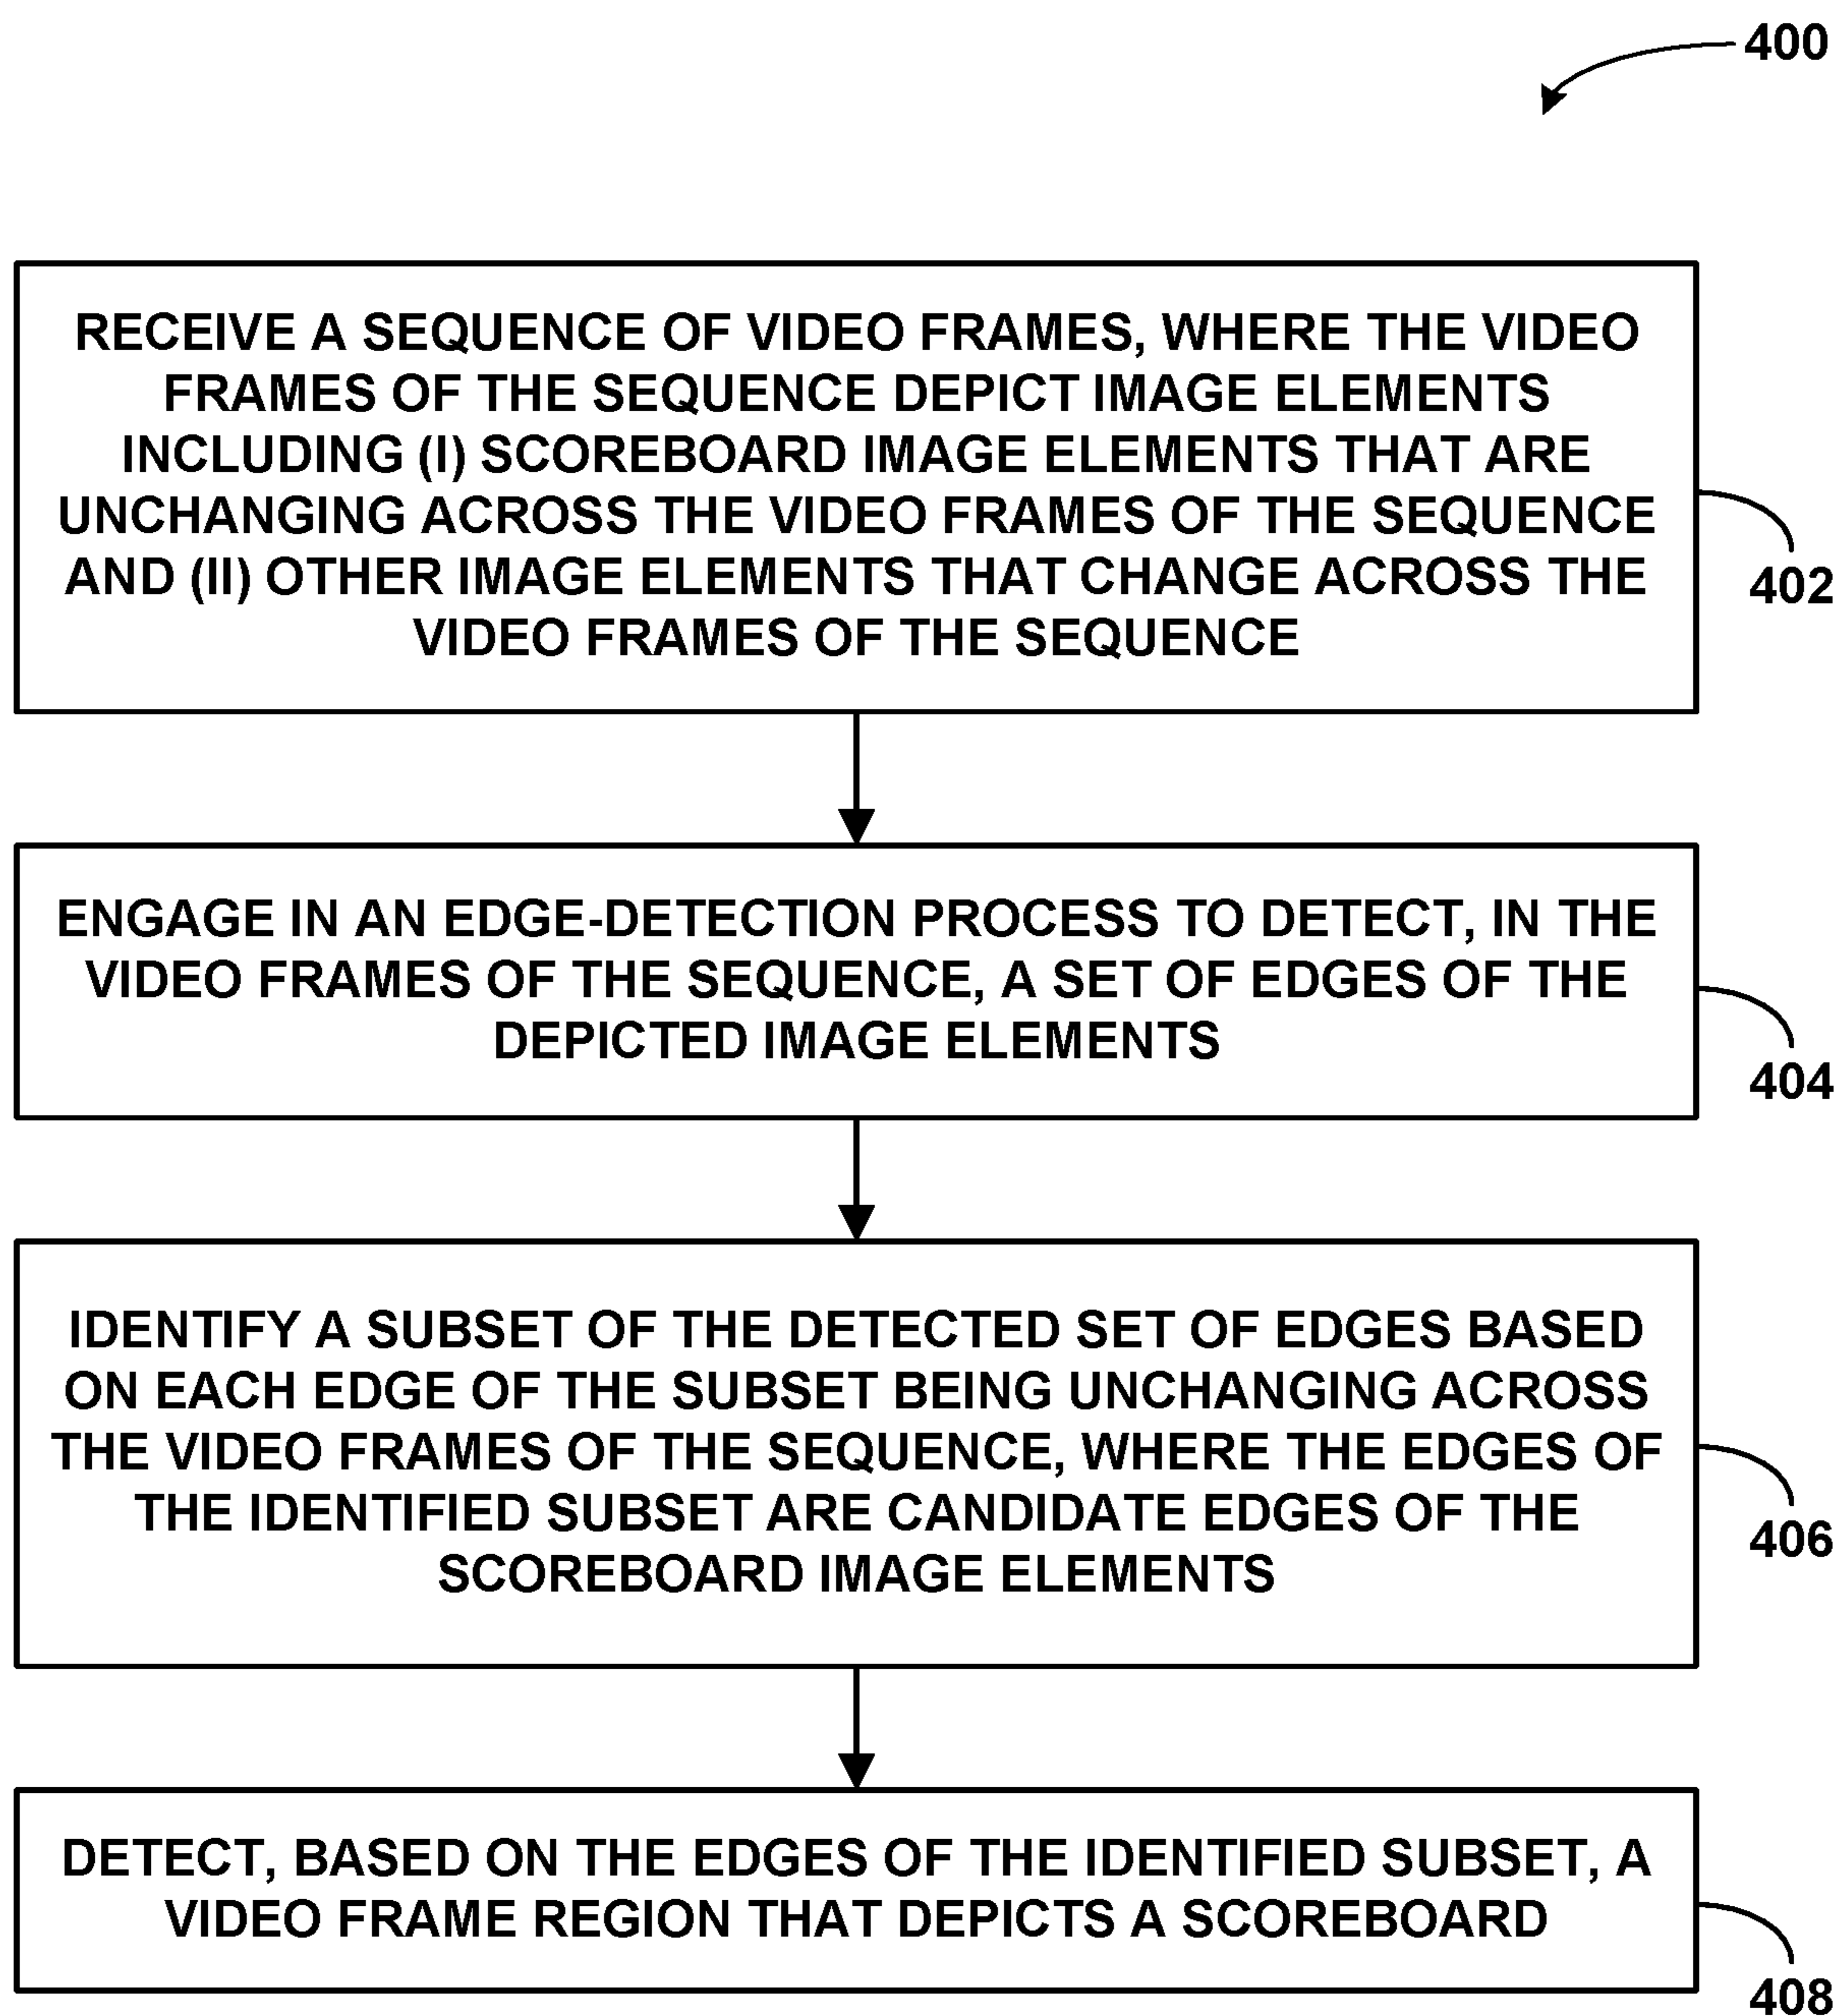 400
RECEIVE A SEQUENCE OF VIDEO FRAMES, WHERE THE VIDEO
FRAMES OF THE SEQUENCE DEPICT IMAGE ELEMENTS
INCLUDING (I) SCOREBOARD IMAGE ELEMENTS THAT ARE
UNCHANGING ACROSS THE VIDEO FRAMES OF THE SEQUENCE
AND (II) OTHER IMAGE ELEMENTS THAT CHANGE ACROSS THE
VIDEO FRAMES OF THE SEQUENCE
402
ENGAGE IN AN EDGE-DETECTION PROCESS TO DETECT, IN THE
VIDEO FRAMES OF THE SEQUENCE, A SET OF EDGES OF THE
DEPICTED IMAGE ELEMENTS
404
IDENTIFY A SUBSET OF THE DETECTED SET OF EDGES BASED
ON EACH EDGE OF THE SUBSET BEING UNCHANGING ACROSS
THE VIDEO FRAMES OF THE SEQUENCE, WHERE THE EDGES OF
THE IDENTIFIED SUBSET ARE CANDIDATE EDGES OF THE
SCOREBOARD IMAGE ELEMENTS
406
DETECT, BASED ON THE EDGES OF THE IDENTIFIED SUBSET, A
VIDEO FRAME REGION THAT DEPICTS A SCOREBOARD
408